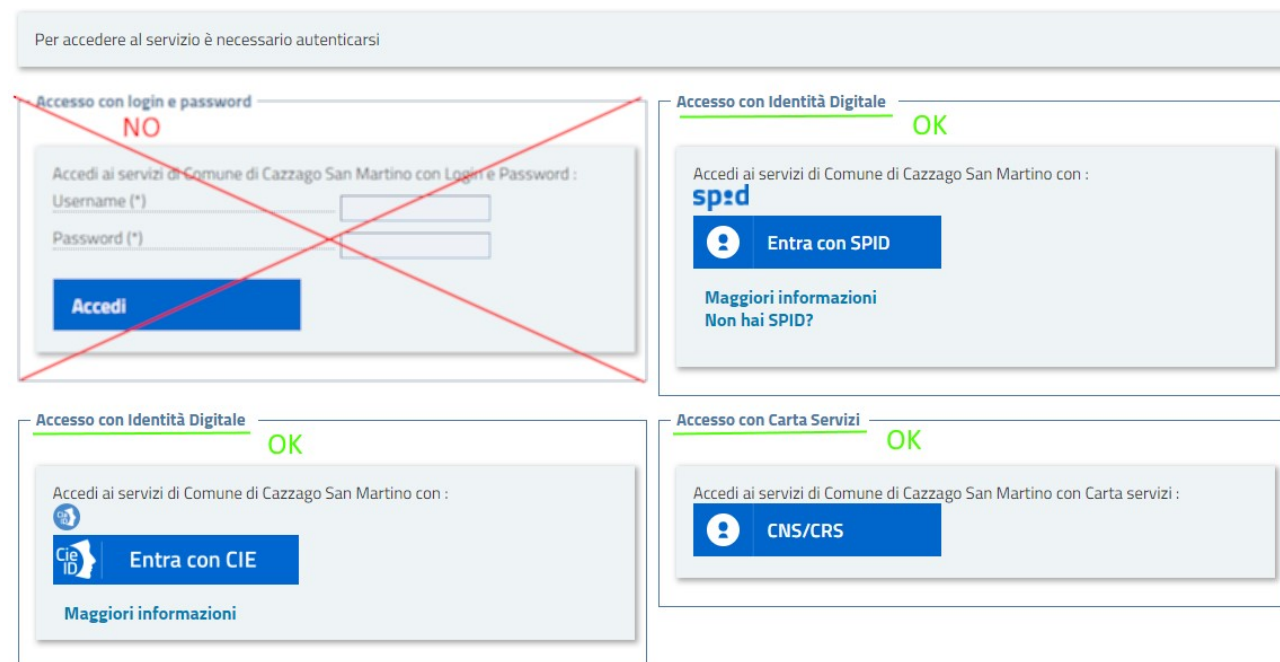 Per accedere al servizio è necessario autenticarsi
Accesso con login e password
NO
Accedi ai servizi di Comune di Cazzago San Martino con Login e Password :
Username (*)
Password (*)
Accedi
Accesso con Identità Digitale
OK
Accedi ai servizi di Comune di Cazzago San Martino con :
sp:d
Entra con SPID
Maggiori informazioni
Non hai SPID?
Accesso con Identità Digitale
OK
Accedi ai servizi di Comune di Cazzago San Martino con :
Cie ID
Entra con CIE
Maggiori informazioni
Accesso con Carta Servizi
OK
Accedi ai servizi di Comune di Cazzago San Martino con Carta servizi :
CNS/CRS